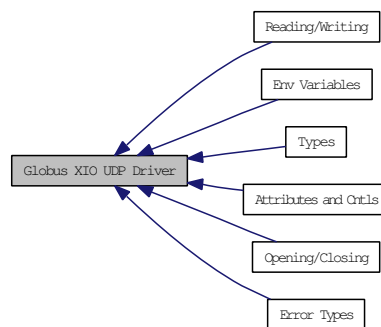 Reading/Writing
Env Variables
Types
Globus XIO UDP Driver
Attributes and Cntls
Opening/Closing
Error Types